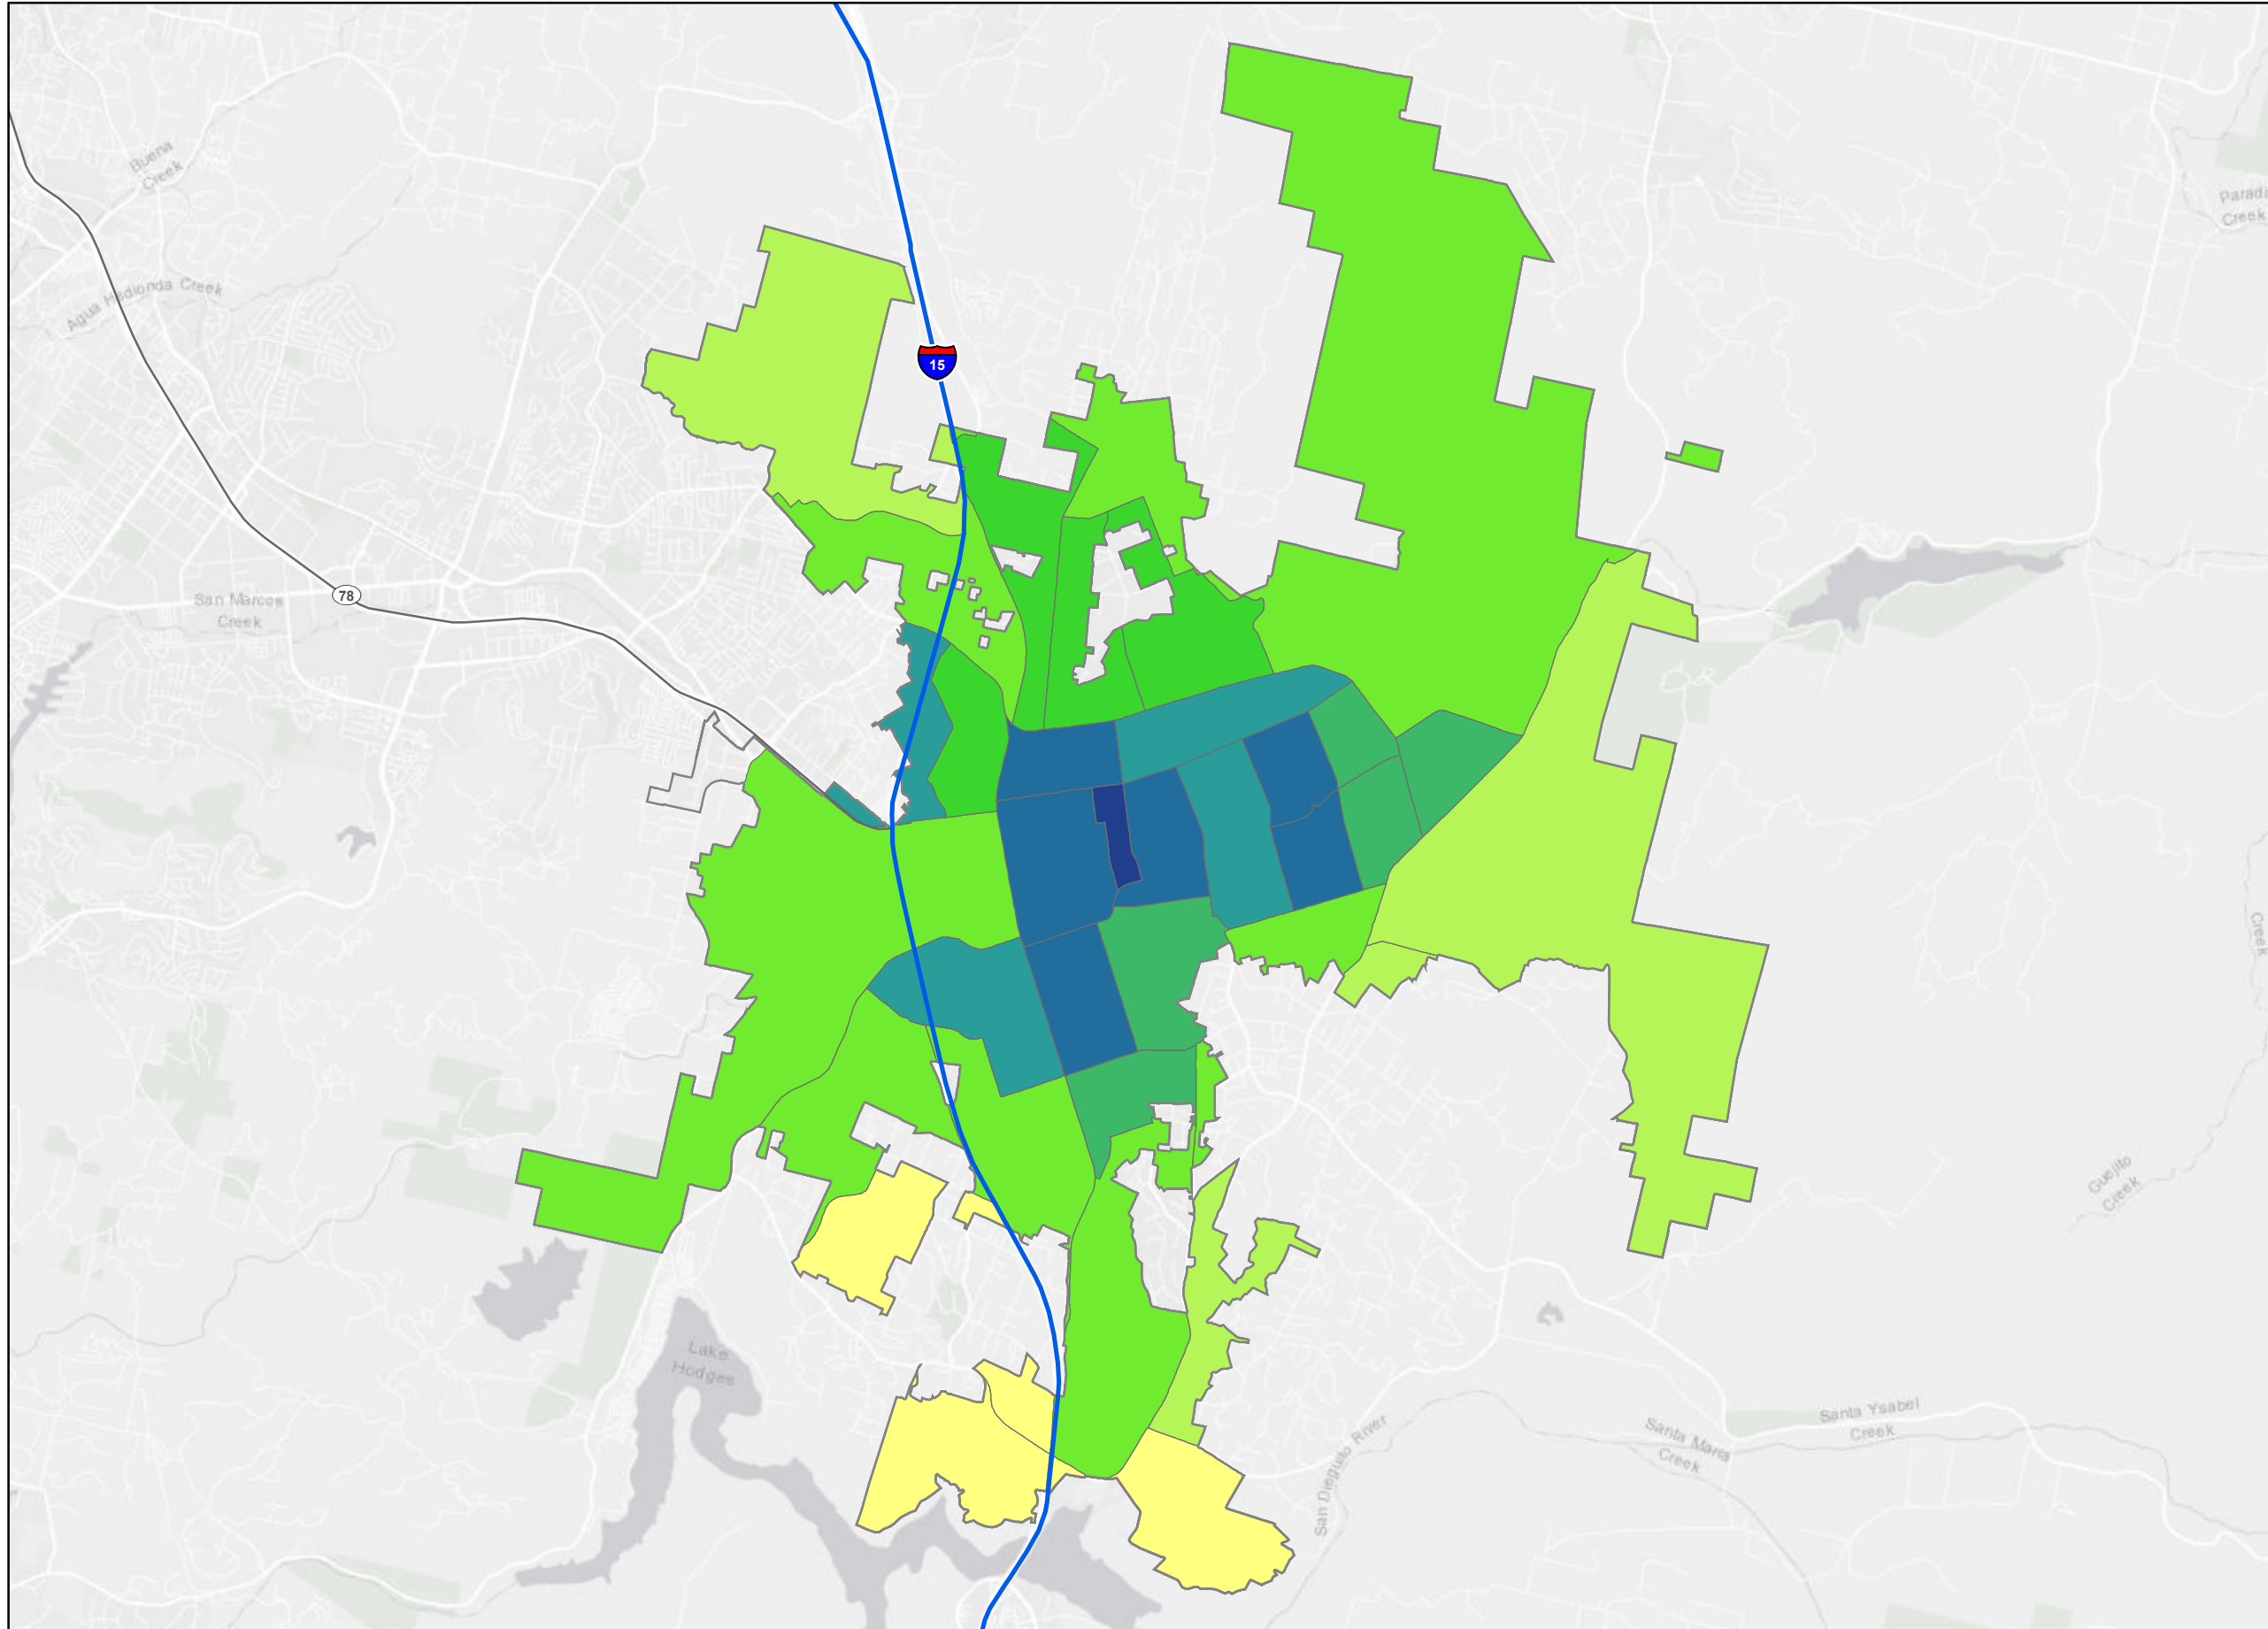 Buena
Creek
Paradi
Creek
Agua Hedionda Creek
15
San Marcos
Creek
78
Creek
Guejito
Creek
Lake
Hodges
San Dieguito River
Santa Maria
Creek
Santa Ysabel
Creek